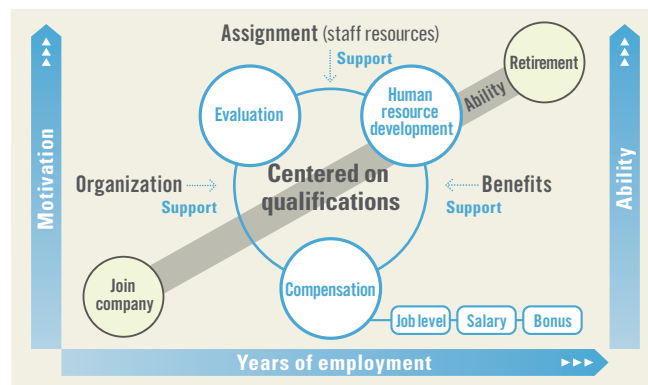 Assignment (staff resources)
Support
Retirement
Evaluation
Human
resource
development
Ability
Motivation
Organization
Support
Centered on
qualifications
Benefits
Support
Ability
Join
company
Compensation
Job level
Salary
Bonus
Years of employment